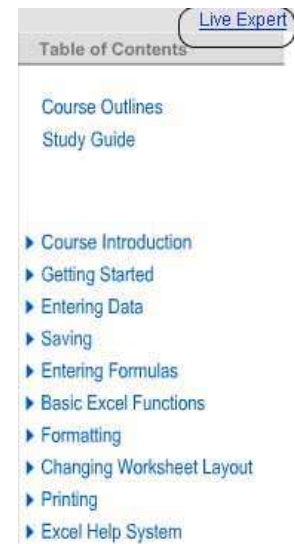 Live Expert
Table of Contents
Course Outlines
Study Guide
Course Introduction
Getting Started
Entering Data
Saving
Entering Formulas
Basic Excel Functions
Formatting
Changing Worksheet Layout
Printing
Excel Help System